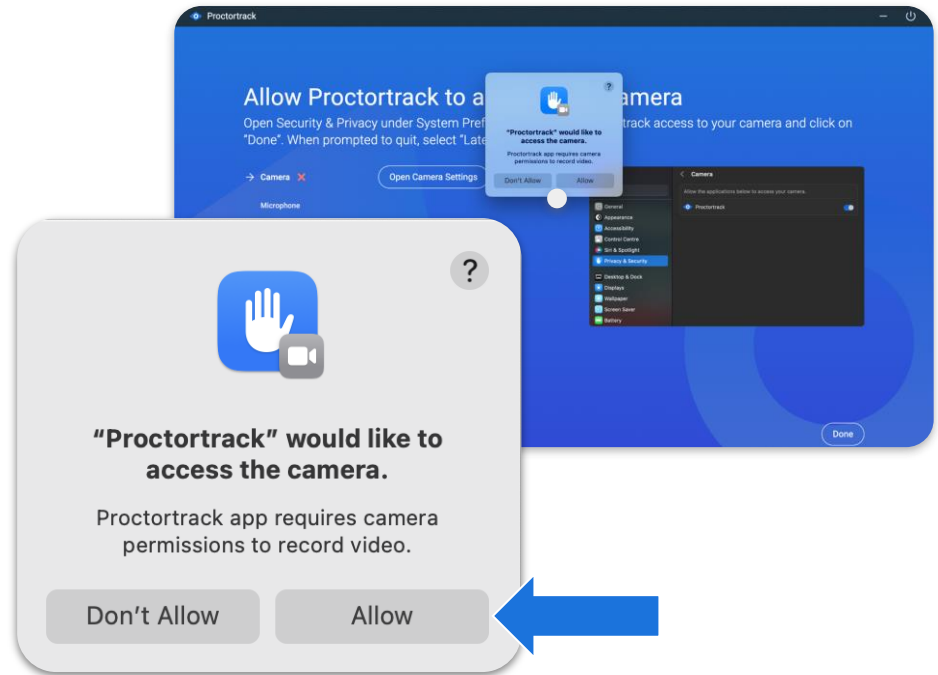 Proctortrack
Allow Proctortrack to a
amera
Open Security & Privacy under System Pref
track access to your camera and click on
"Done". When prompted to quit, select "Late
?
"Proctortrack" would like to
access the camera.
Proctortrack app requires camera
permissions to record video.
Don't Allow
Allow
→ Camera
Open Camera Settings
Microphone
Camera
Allow the applications below to access your camera.
Proctortrack
General
Appearance
Accessibility
Control Centre
Siri & Spotlight
Privacy & Security
Desktop & Dock
Displays
Wallpaper
Screen Saver
Battery
Done
?
“Proctortrack” would like to
access the camera.
Proctortrack app requires camera
permissions to record video.
Don't Allow
Allow